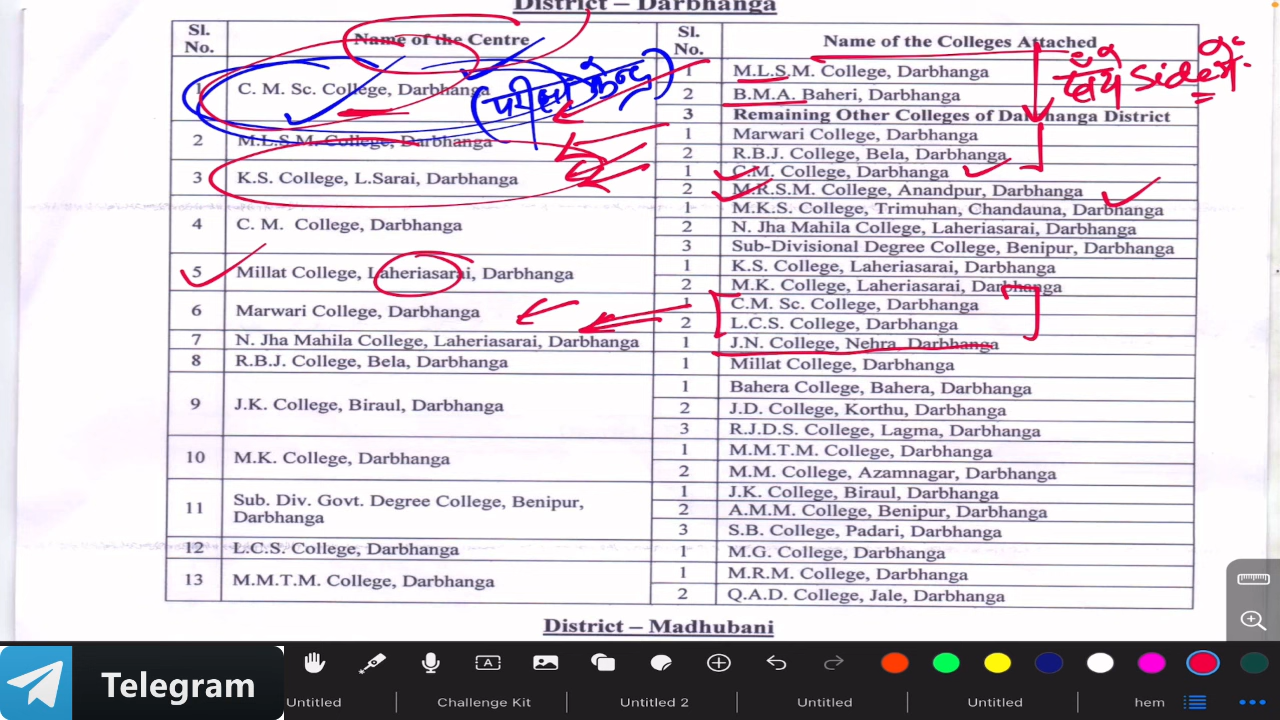 District – Darbhanga
Sl. No. Name of the Centre Sl. No. Name of the Colleges Attached
1 C. M. Sc. College, Darbhanga 1 M.L.S.M. College, Darbhanga
2 B.M.A. Baheri, Darbhanga
3 Remaining Other Colleges of Darbhanga District
2 M.L.S.M. College, Darbhanga 1 Marwari College, Darbhanga
2 R.B.J. College, Bela, Darbhanga
3 K.S. College, L.Sarai, Darbhanga 1 C.M. College, Darbhanga
2 M.R.S.M. College, Anandpur, Darbhanga
4 C. M. College, Darbhanga 1 M.K.S. College, Trimuhan, Chandauna, Darbhanga
2 N. Jha Mahila College, Laheriasarai, Darbhanga
3 Sub-Divisional Degree College, Benipur, Darbhanga
5 Millat College, Laheriasarai, Darbhanga 1 K.S. College, Laheriasarai, Darbhanga
2 M.K. College, Laheriasarai, Darbhanga
6 Marwari College, Darbhanga 1 C.M. Sc. College, Darbhanga
2 L.C.S. College, Darbhanga
7 N. Jha Mahila College, Laheriasarai, Darbhanga 1 J.N. College, Nehra, Darbhanga
8 R.B.J. College, Bela, Darbhanga 1 Millat College, Darbhanga
9 J.K. College, Biraul, Darbhanga 1 Bahera College, Bahera, Darbhanga
2 J.D. College, Korthu, Darbhanga
3 R.J.D.S. College, Lagma, Darbhanga
10 M.K. College, Darbhanga 1 M.M.T.M. College, Darbhanga
2 M.M. College, Azamnagar, Darbhanga
11 Sub. Div. Govt. Degree College, Benipur, Darbhanga 1 J.K. College, Biraul, Darbhanga
2 A.M.M. College, Benipur, Darbhanga
3 S.B. College, Padari, Darbhanga
12 L.C.S. College, Darbhanga 1 M.G. College, Darbhanga
13 M.M.T.M. College, Darbhanga 1 M.R.M. College, Darbhanga
2 Q.A.D. College, Jale, Darbhanga
District – Madhubani
Telegram
Untitled Challenge Kit Untitled 2 Untitled Untitled hem